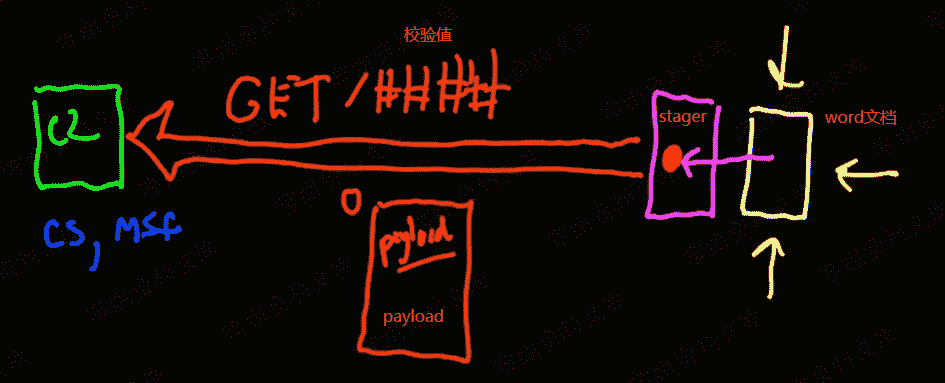 校验值
GET /####
C2
stager
word文档
CS, MSF
payload
payload